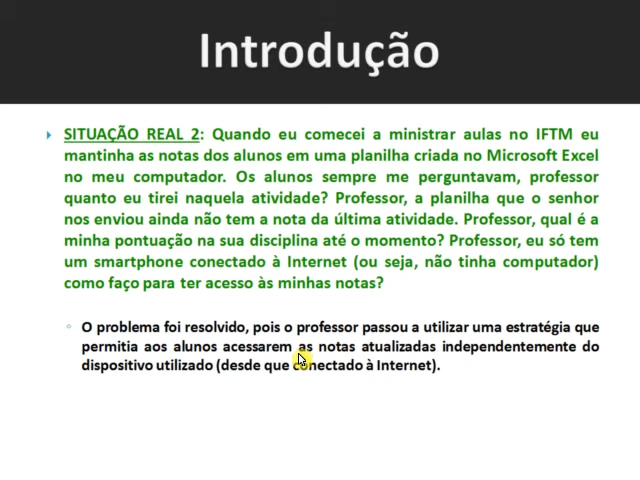 Introdução
SITUAÇÃO REAL 2: Quando eu comecei a ministrar aulas no IFTM eu
mantinha as notas dos alunos em uma planilha criada no Microsoft Excel
no meu computador. Os alunos sempre me perguntavam, professor
quanto eu tirei naquela atividade? Professor, a planilha que o senhor
nos enviou ainda não tem a nota da última atividade. Professor, qual é a
minha pontuação na sua disciplina até o momento? Professor, eu só tem
um smartphone conectado à Internet (ou seja, não tinha computador)
como faço para ter acesso às minhas notas?
O problema foi resolvido, pois o professor passou a utilizar uma estratégia que
permitia aos alunos acessarem as notas atualizadas independentemente do
dispositivo utilizado (desde que conectado à Internet).